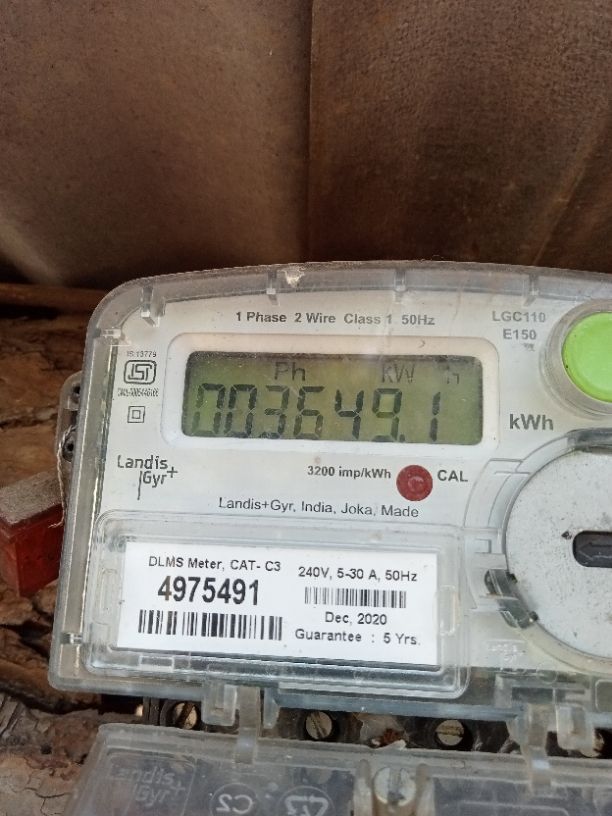 1 Phase 2 Wire Class 1 50Hz
LGC110
E150
IS 13779
Ph kW h
003649.1
kWh
Landis+
Gyr
3200 imp/kWh
CAL
Landis+Gyr, India, Joka, Made
DLMS Meter, CAT- C3
4975491
240V, 5-30 A, 50Hz
Dec, 2020
Guarantee : 5 Yrs.
Landis+
Gyr